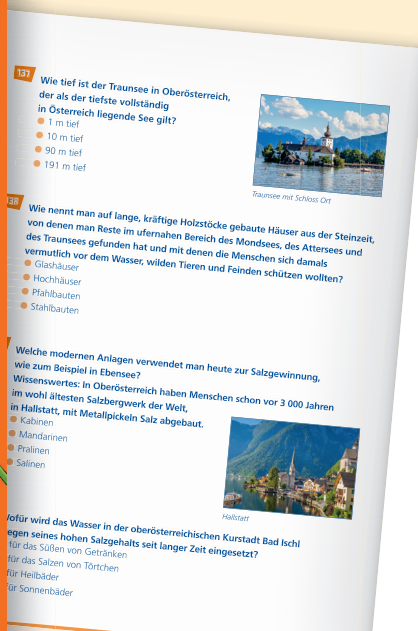 137
Wie tief ist der Traunsee in Oberösterreich,
der als der tiefste vollständig
in Österreich liegende See gilt?
1 m tief
10 m tief
90 m tief
191 m tief
Traunsee mit Schloss Ort
138
Wie nennt man auf lange, kräftige Holzstöcke gebaute Häuser aus der Steinzeit,
von denen man Reste im ufernahen Bereich des Mondsees, des Attersees und
des Traunsees gefunden hat und mit denen die Menschen sich damals
vermutlich vor dem Wasser, wilden Tieren und Feinden schützen wollten?
Glashäuser
Hochhäuser
Pfahlbauten
Stahlbauten
Welche modernen Anlagen verwendet man heute zur Salzgewinnung,
wie zum Beispiel in Ebensee?
Wissenswertes: In Oberösterreich haben Menschen schon vor 3 000 Jahren
im wohl ältesten Salzbergwerk der Welt,
in Hallstatt, mit Metallpickeln Salz abgebaut.
Kabinen
Mandarinen
Pralinen
Salinen
Hallstatt
ofür wird das Wasser in der oberösterreichischen Kurstadt Bad Ischl
egen seines hohen Salzgehalts seit langer Zeit eingesetzt?
für das Süßen von Getränken
für das Salzen von Törtchen
für Heilbäder
für Sonnenbäder